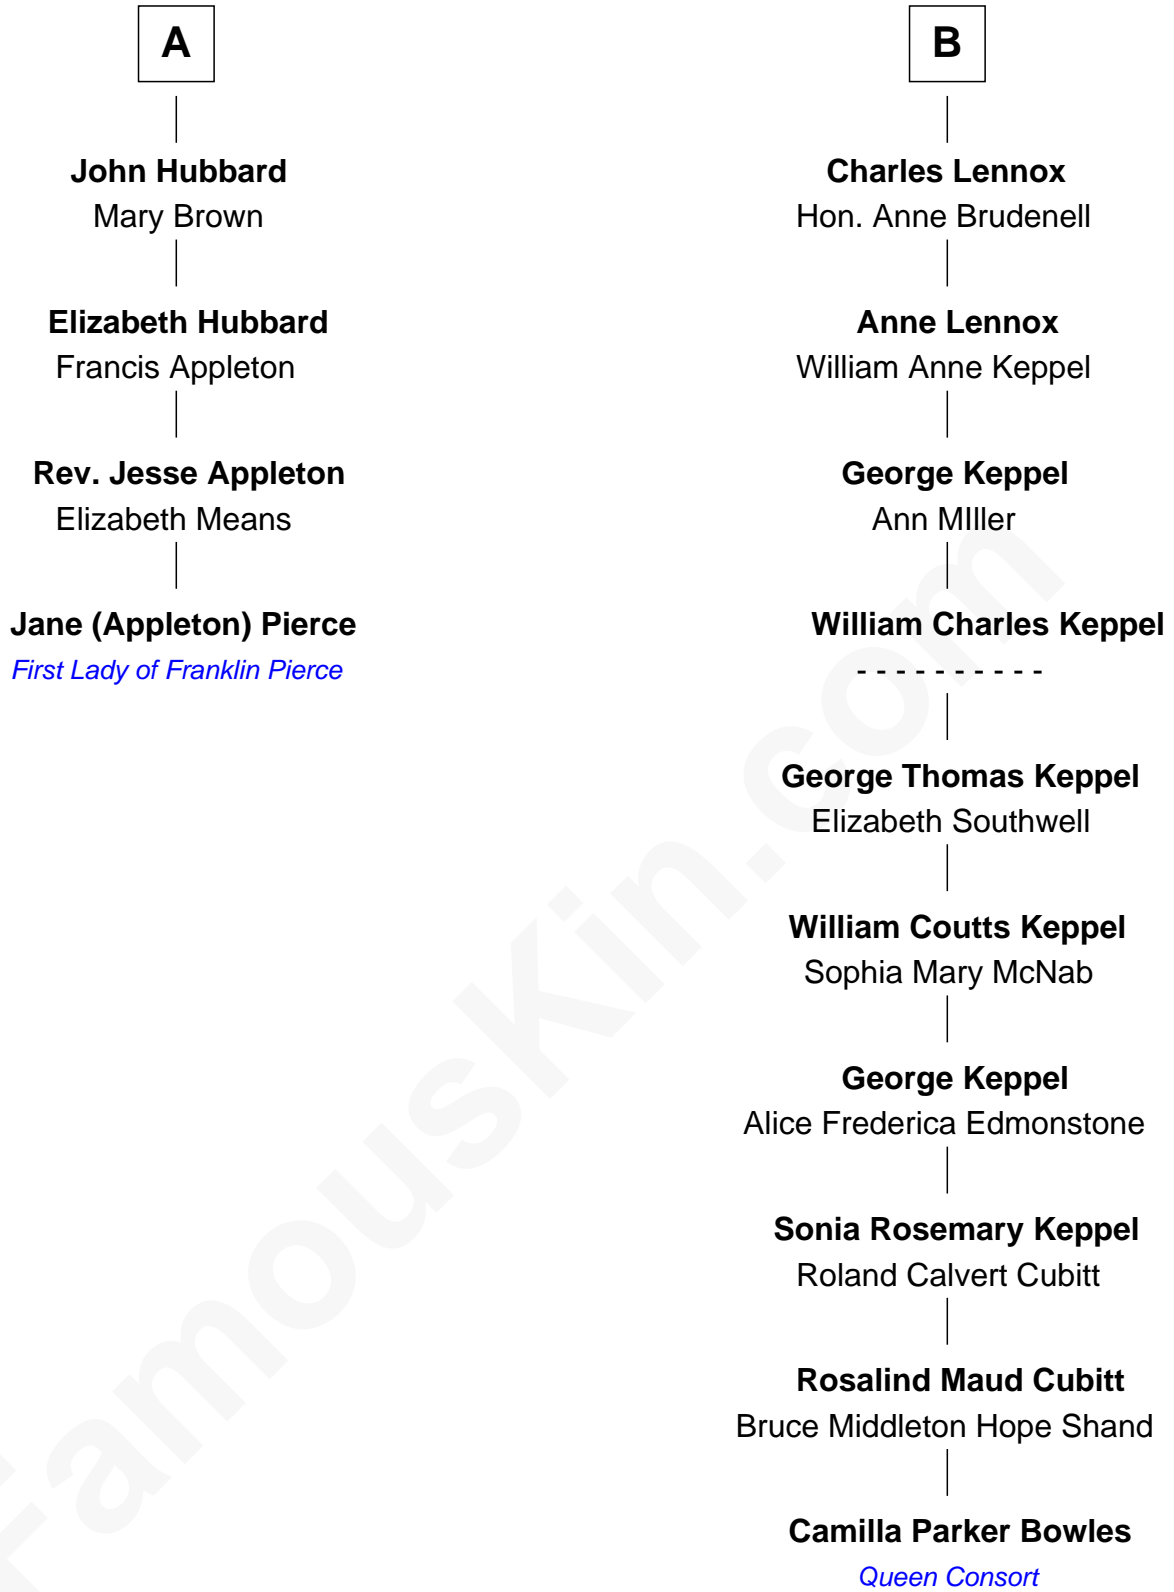 A
John Hubbard
Mary Brown
Elizabeth Hubbard
Francis Appleton
Rev. Jesse Appleton
Elizabeth Means
Jane (Appleton) Pierce
First Lady of Franklin Pierce
B
Charles Lennox
Hon. Anne Brudenell
Anne Lennox
William Anne Keppel
George Keppel
Ann MIller
William Charles Keppel
- - - - - - - - - -
George Thomas Keppel
Elizabeth Southwell
William Coutts Keppel
Sophia Mary McNab
George Keppel
Alice Frederica Edmonstone
Sonia Rosemary Keppel
Roland Calvert Cubitt
Rosalind Maud Cubitt
Bruce Middleton Hope Shand
Camilla Parker Bowles
Queen Consort
FamousKin.com